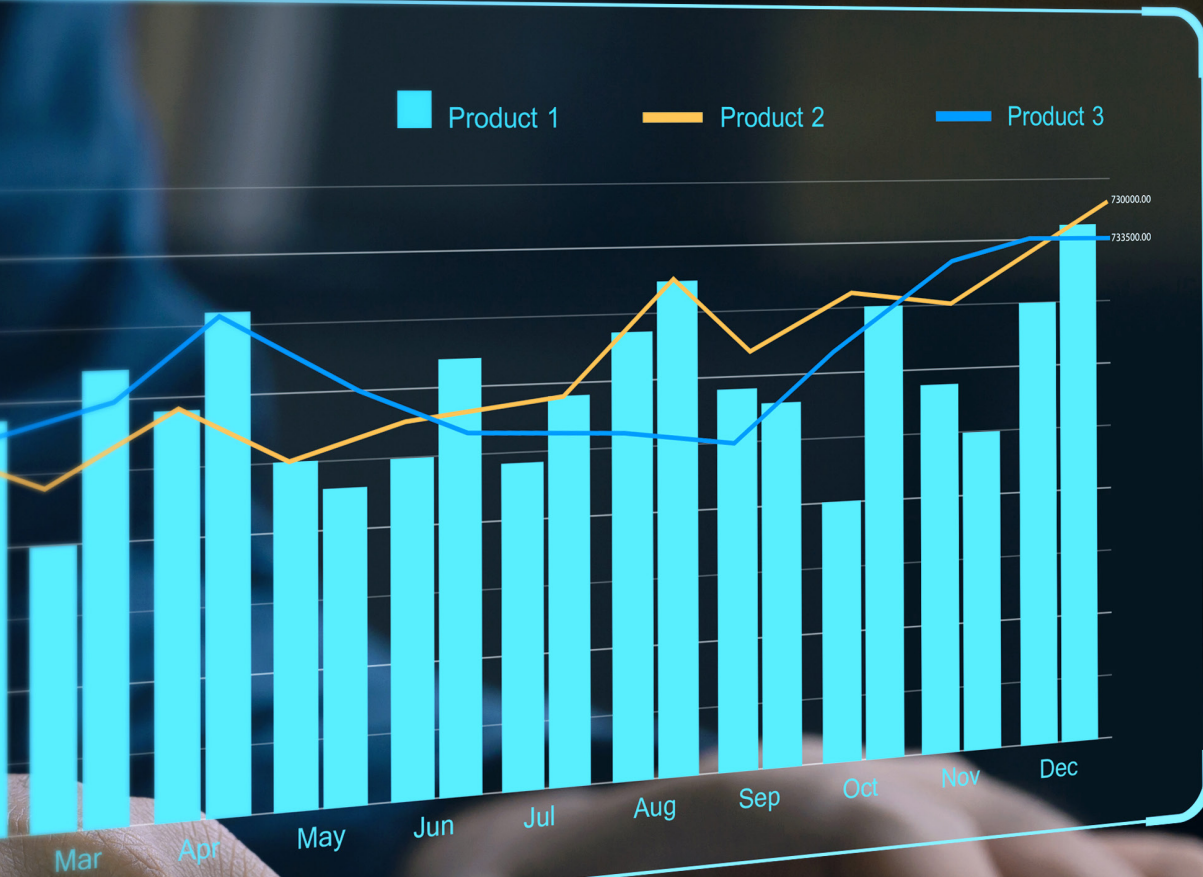 Product 1
Product 2
Product 3
730000.00
733500.00
Mar
Apr
May
Jun
Jul
Aug
Sep
Oct
Nov
Dec